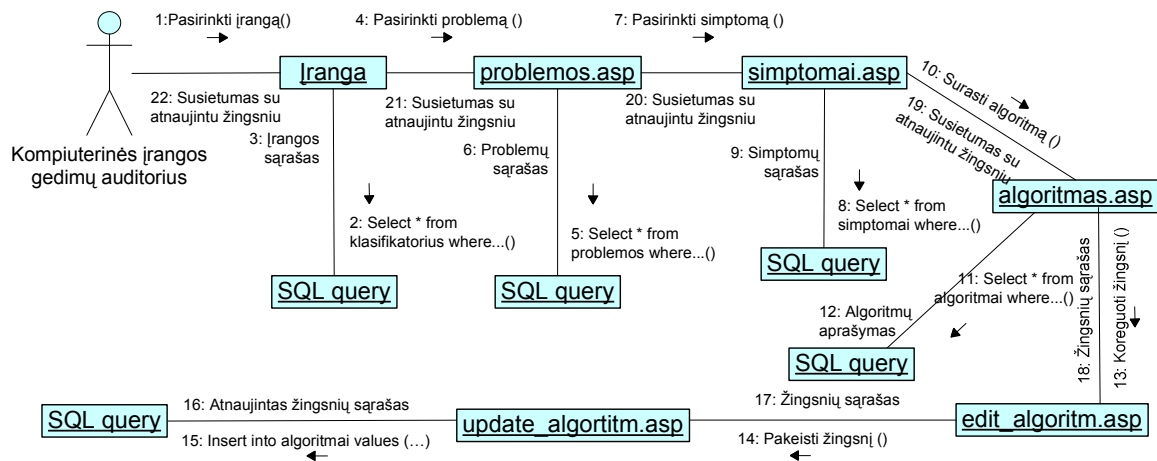 1:Pasirinkti įrangą()
4: Pasirinkti problemą ()
7: Pasirinkti simptomą ()
Įranga
problemos.asp
simptomai.asp
10: Surasti algoritmą ()
19: Susietumas su
atnaujintu žingsniu
22: Susietumas su
atnaujintu žingsniu
21: Susietumas su
atnaujintu žingsniu
20: Susietumas su
atnaujintu žingsniu
Kompiuterinės įrangos
gedimų auditorius
3: Įrangos
sąrašas
6: Problemų
sąrašas
9: Simptomų
sąrašas
algoritmas.asp
2: Select * from
klasifikatorius where...()
5: Select * from
problemos where...()
8: Select * from
simptomai where...()
SQL query
SQL query
SQL query
11: Select * from
algoritmai where...()
12: Algoritmų
aprašymas
18: Žingsnių sąrašas
13: Koreguoti žingsnį ()
SQL query
16: Atnaujintas žingsnių sąrašas
17: Žingsnių sąrašas
SQL query
update_algortitm.asp
edit_algoritm.asp
15: Insert into algoritmai values (…)
14: Pakeisti žingsnį ()